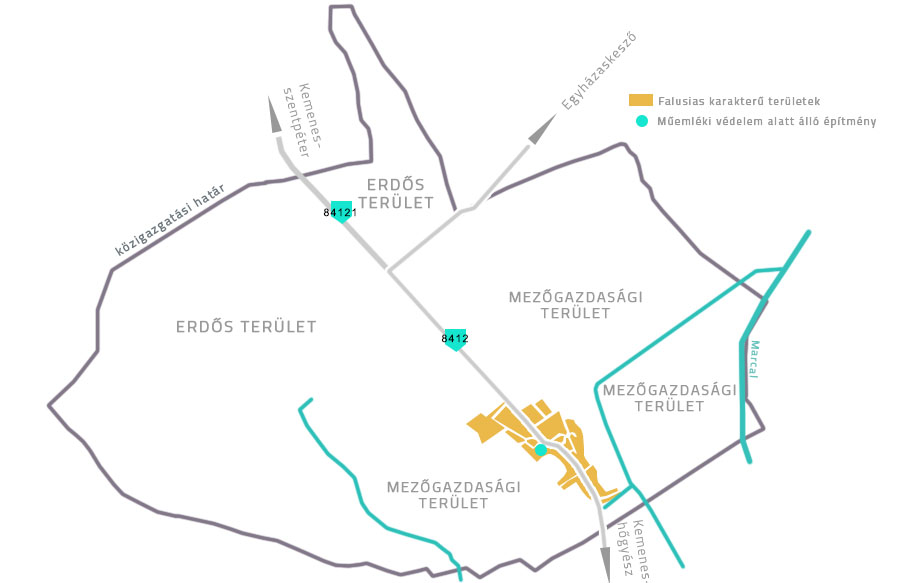 Egyházaskesző
Kemenes-
szentpéter
Falusias karakterű területek
Műemléki védelem alatt álló építmény
ERDŐS
TERÜLET
közigazgatási határ
84121
MEZŐGAZDASÁGI
TERÜLET
ERDŐS TERÜLET
8412
Marcal
MEZŐGAZDASÁGI
TERÜLET
MEZŐGAZDASÁGI
TERÜLET
Kemenes-
hőgyész